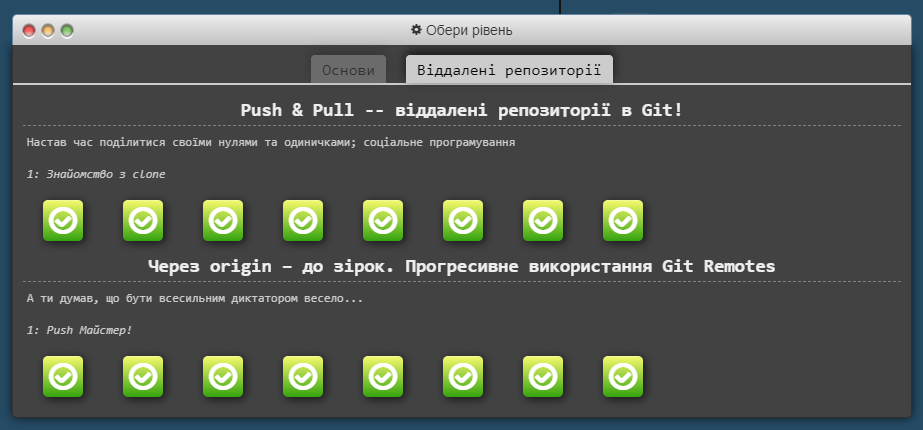 Обери рівень
Основи
Віддалені репозиторії
Push & Pull -- віддалені репозиторії в Git!
Настав час поділитися своїми нулями та одиничками; соціальне програмування
1: Знайомство з clone
Через origin – до зірок. Прогресивне використання Git Remotes
А ти думав, що бути всесильним диктатором весело...
1: Push Майстер!